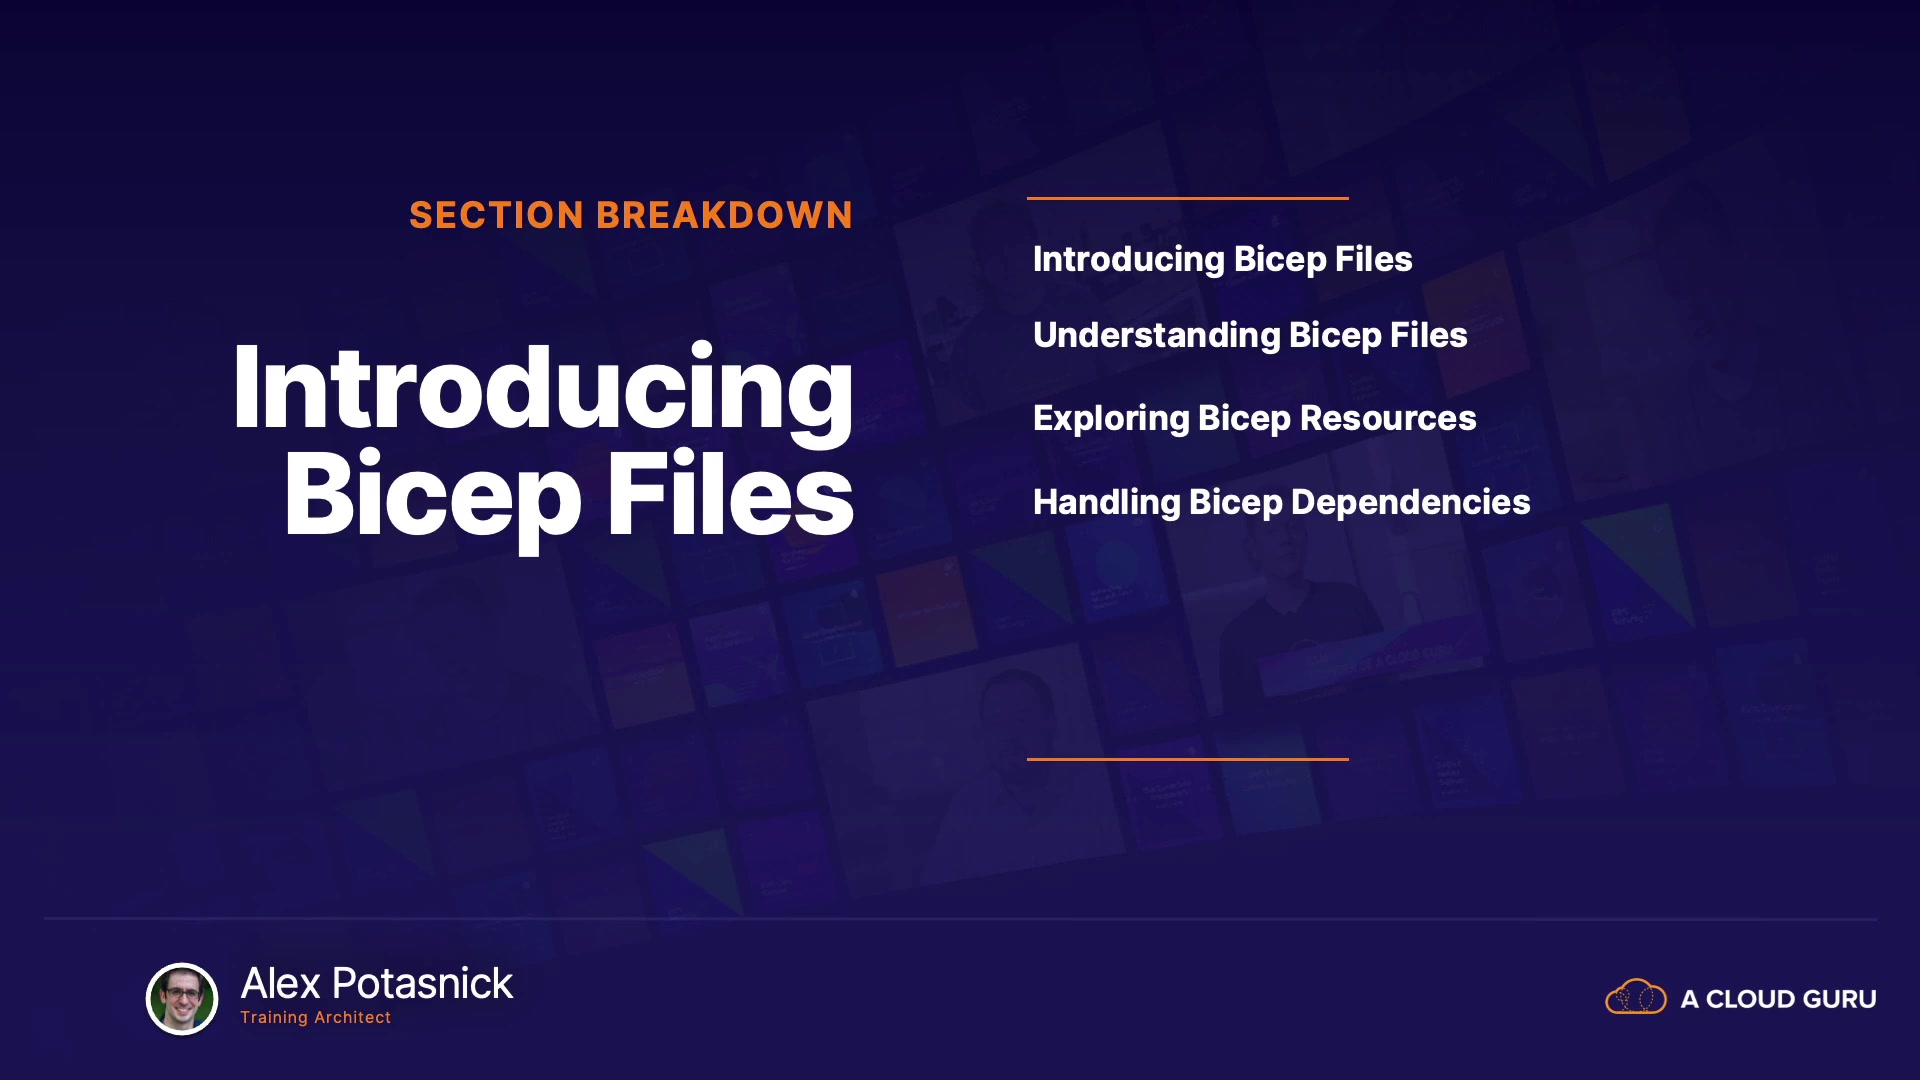 SECTION BREAKDOWN
Introducing
Bicep Files
Introducing Bicep Files
Understanding Bicep Files
Exploring Bicep Resources
Handling Bicep Dependencies
Alex Potasnick
Training Architect
A CLOUD GURU